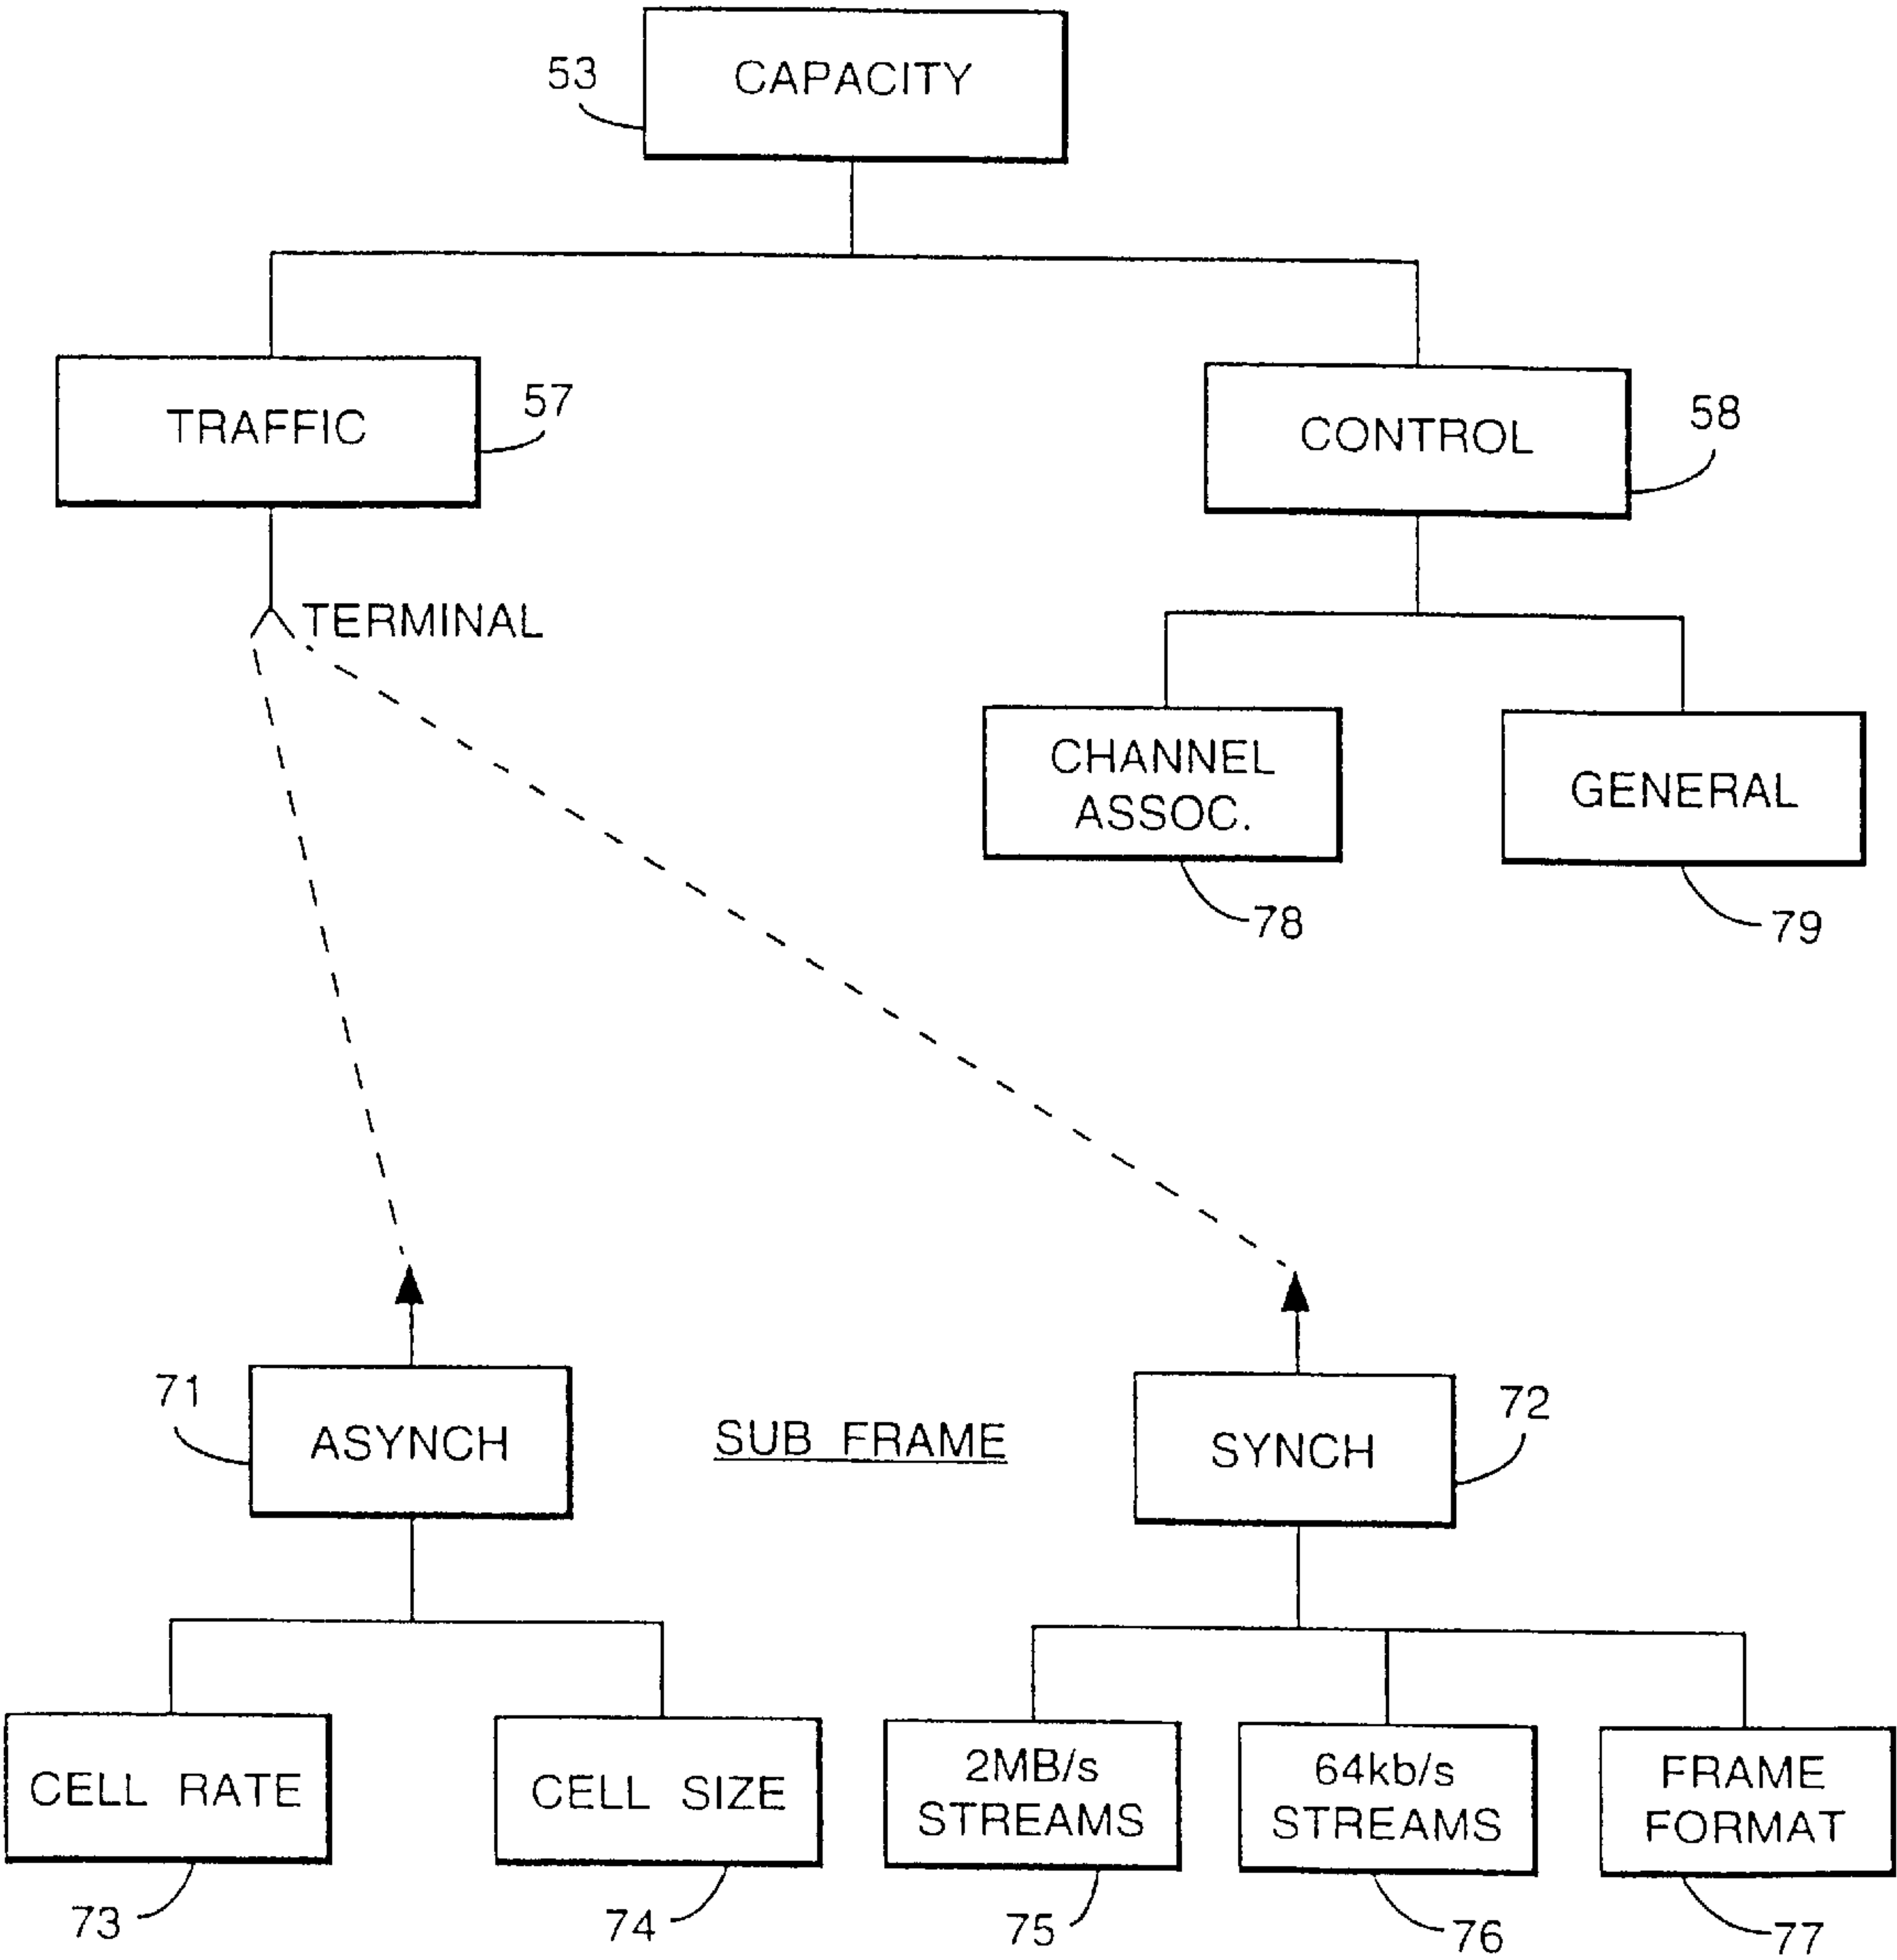 CAPACITY
53
TRAFFIC
57
CONTROL
58
TERMINAL
CHANNEL
ASSOC.
78
GENERAL
79
71
ASYNCH
SUB FRAME
SYNCH
72
CELL RATE
73
CELL SIZE
74
2MB/s
STREAMS
75
64kb/s
STREAMS
76
FRAME
FORMAT
77